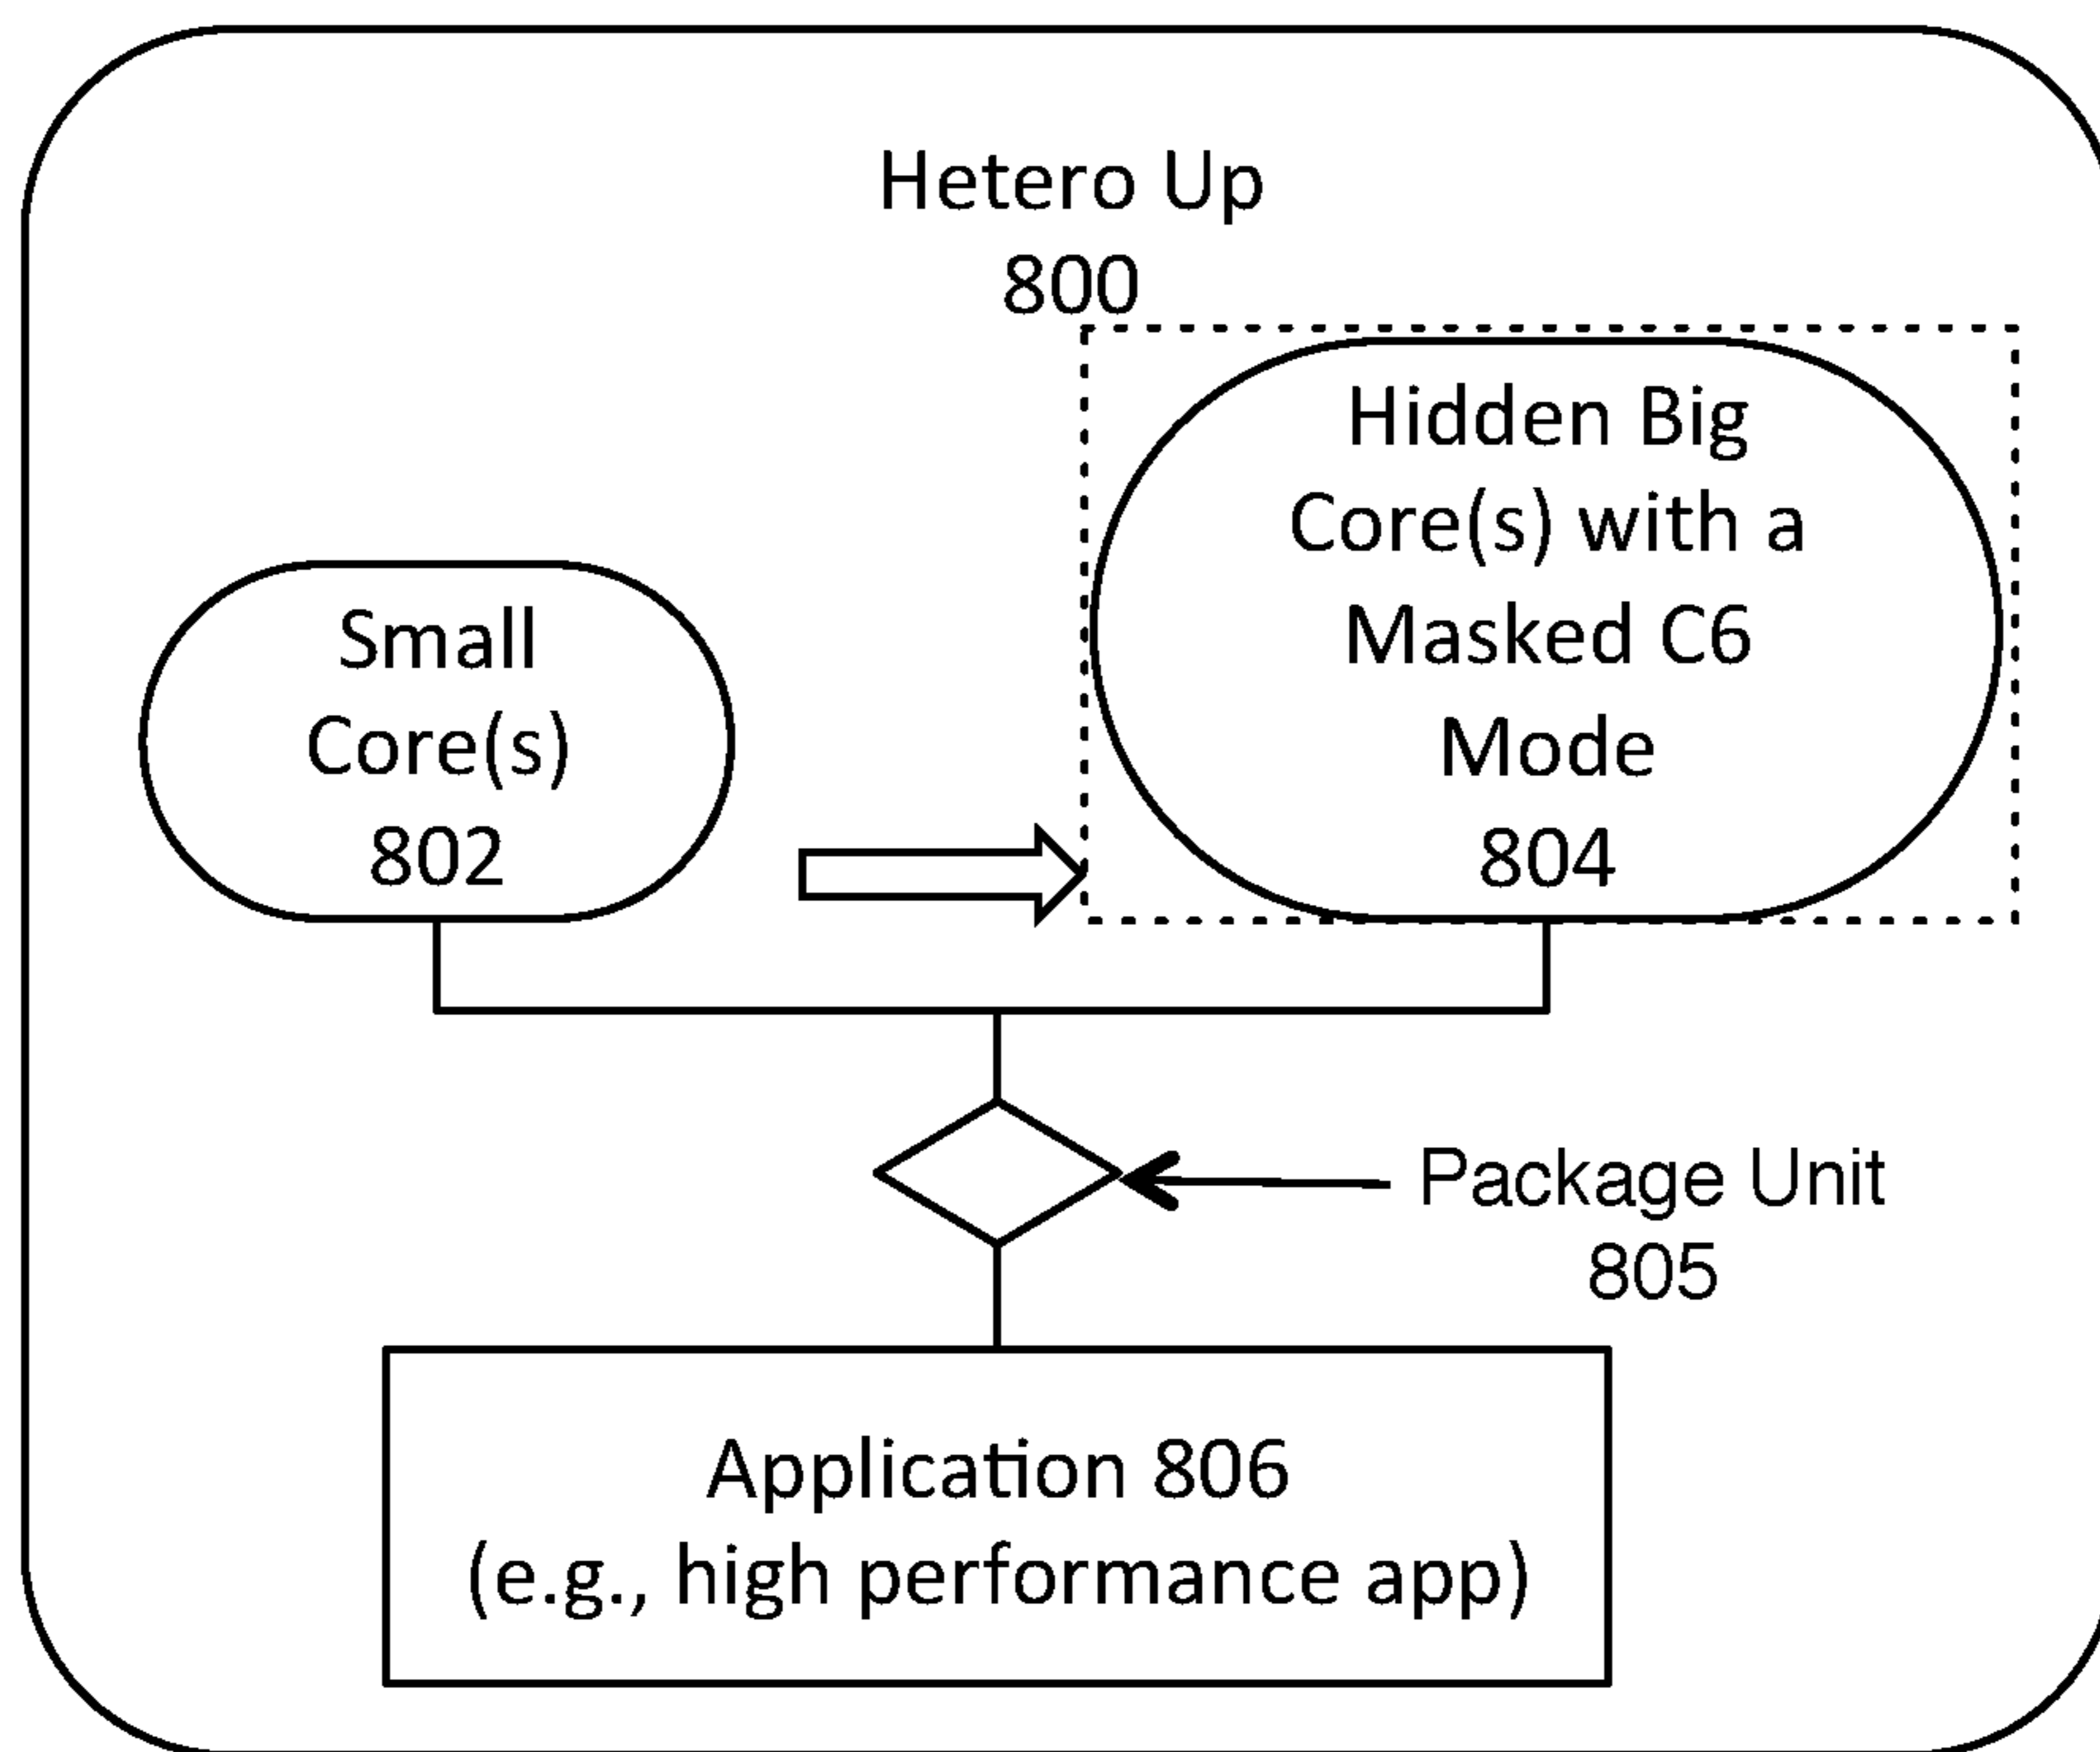 Hetero Up
800
Small
Core(s)
802
Hidden Big
Core(s) with a
Masked C6
Mode
804
Package Unit
805
Application 806
(e.g., high performance app)